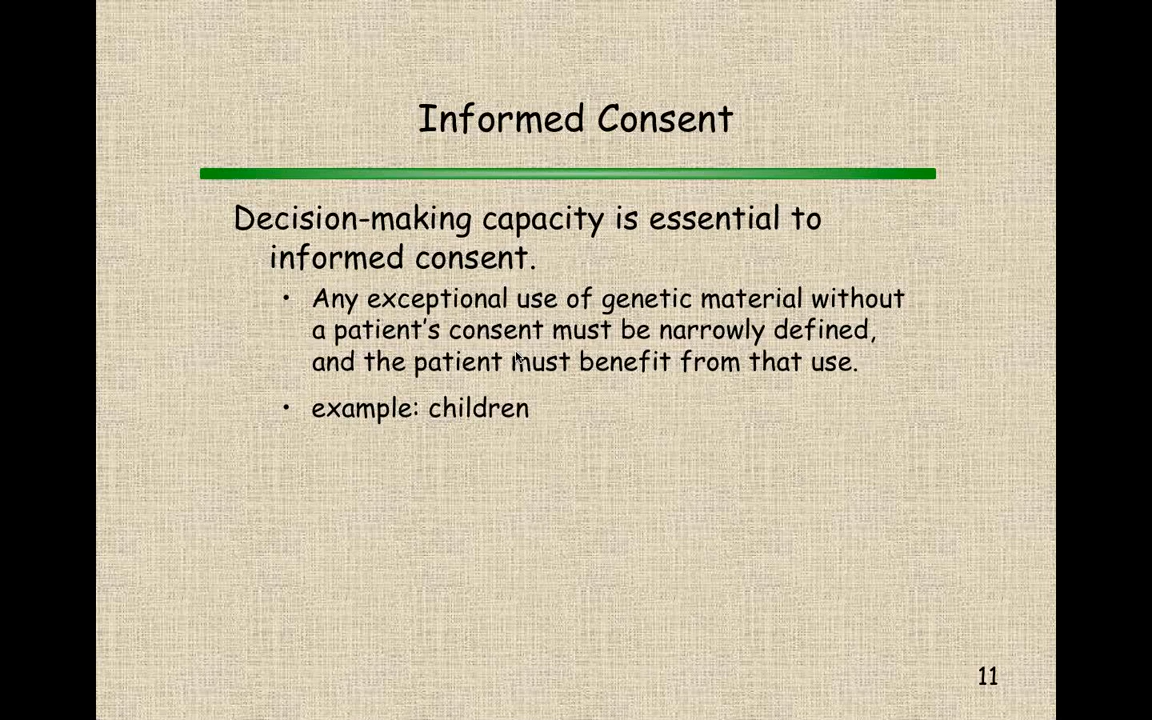 Informed Consent
Decision-making capacity is essential to
informed consent.
• Any exceptional use of genetic material without
a patient's consent must be narrowly defined,
and the patient must benefit from that use.
• example: children
11